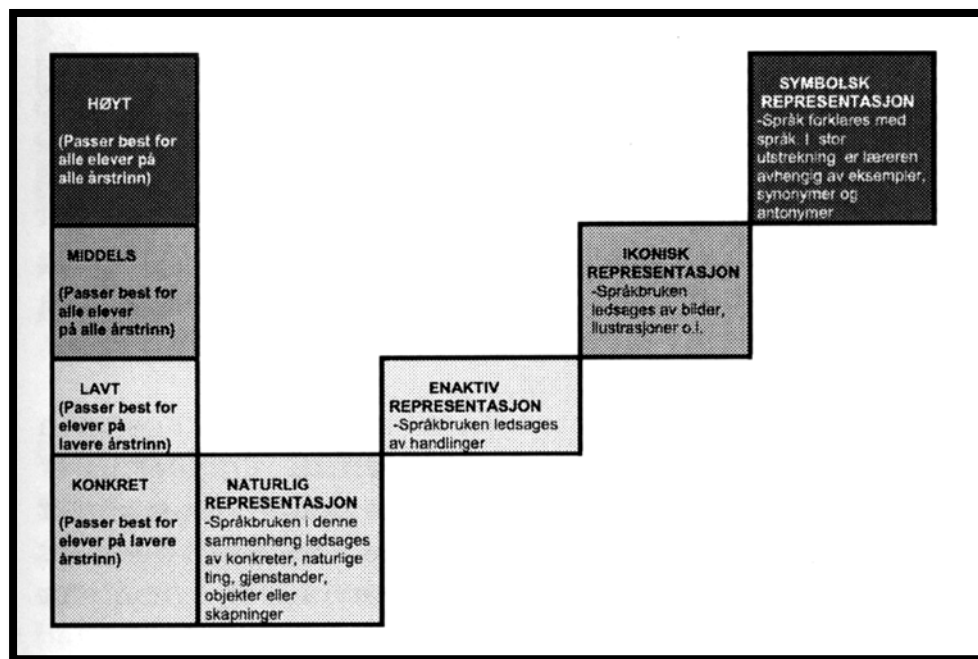 HØYT
(Passer best for
alle elever på
alle årstrinn)
SYMBOLSK
REPRESENTASJON
-Språk forklares med
språk. I stor
utstrekning er læreren
avhengig av eksempler,
synonymer og
antonymer
MIDDELS
(Passer best for
alle elever
på alle årstrinn)
IKONISK
REPRESENTASJON
-Språkbruken
ledsages av bilder,
illustrasjoner o.l.
LAVT
(Passer best for
elever på
lavere årstrinn)
ENAKTIV
REPRESENTASJON
-Språkbruken ledsages
av handlinger
KONKRET
(Passer best for
elever på lavere
årstrinn)
NATURLIG
REPRESENTASJON
-Språkbruken i denne
sammenheng ledsages
av konkreter, naturlige
ting, gjenstander,
objekter eller
skapninger